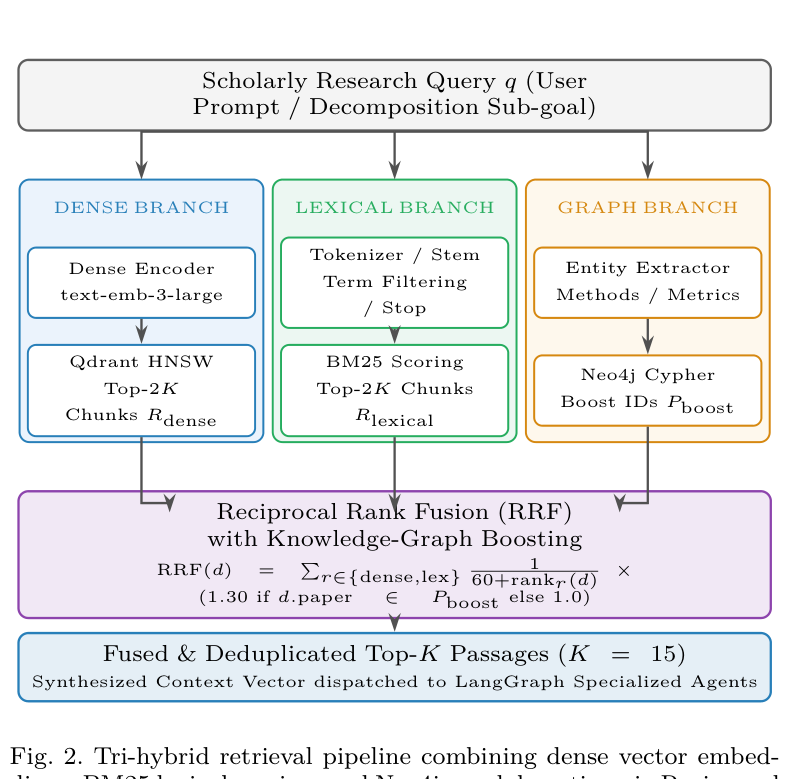 Scholarly Research Query q (User
Prompt / Decomposition Sub-goal)
DENSE BRANCH
Dense Encoder
text-emb-3-large
Qdrant HNSW
Top-2K
Chunks R_dense
LEXICAL BRANCH
Tokenizer / Stem
Term Filtering
/ Stop
BM25 Scoring
Top-2K Chunks
R_lexical
GRAPH BRANCH
Entity Extractor
Methods / Metrics
Neo4j Cypher
Boost IDs P_boost
Reciprocal Rank Fusion (RRF)
with Knowledge-Graph Boosting
RRF(d) = ∑_{r∈{dense,lex}} 1/(60+rank_r(d)) ×
(1.30 if d.paper ∈ P_boost else 1.0)
Fused & Deduplicated Top-K Passages (K = 15)
Synthesized Context Vector dispatched to LangGraph Specialized Agents
Fig. 2. Tri-hybrid retrieval pipeline combining dense vector embed-